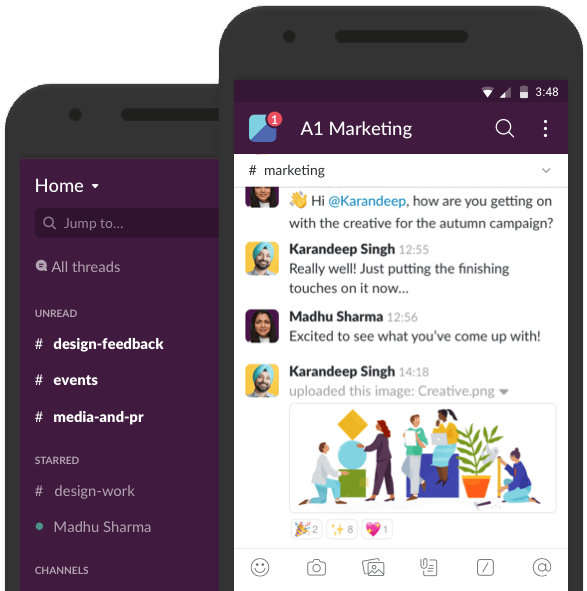 Home
Jump to...
All threads
UNREAD
# design-feedback
# events
# media-and-pr
STARRED
# design-work
Madhu Sharma
CHANNELS
3:48
1
A1 Marketing
# marketing
👋 Hi @Karandeep, how are you getting on
with the creative for the autumn campaign?
Karandeep Singh 12:55
Really well! Just putting the finishing
touches on it now...
Madhu Sharma 12:56
Excited to see what you've come up with!
Karandeep Singh 14:18
uploaded this image: Creative.png
🎉 2 ✨ 8 💖 1